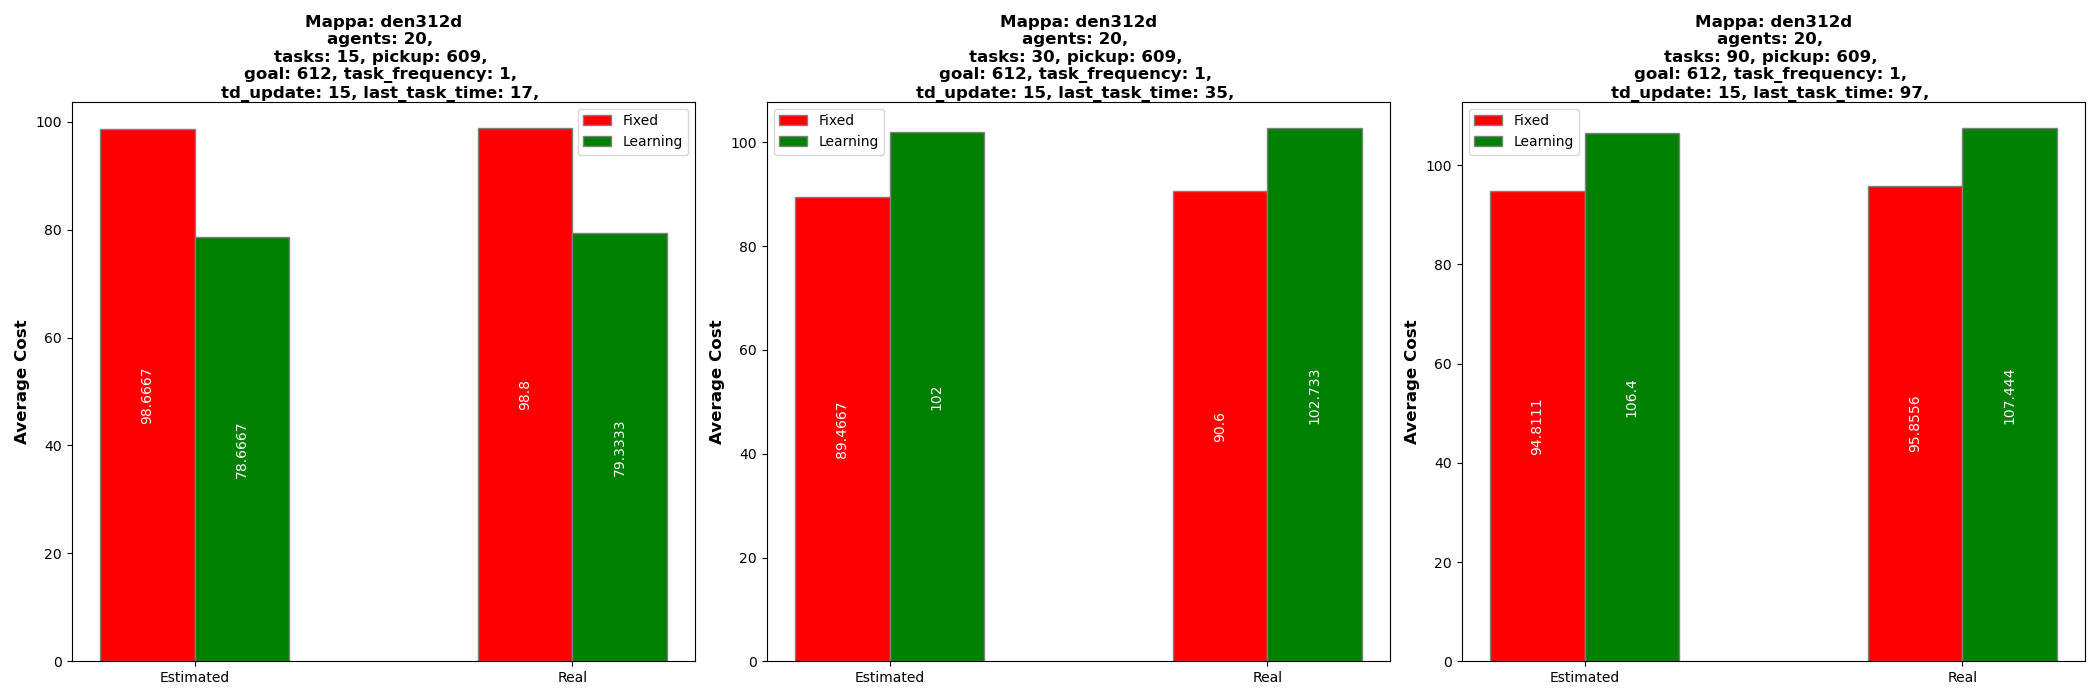 Mappa: den312d
agents: 20,
tasks: 15, pickup: 609,
goal: 612, task_frequency: 1,
td_update: 15, last_task_time: 17,
Fixed
Learning
100
80
60
40
20
0
Average Cost
98.6667
78.6667
98.8
79.3333
Estimated
Real
Mappa: den312d
agents: 20,
tasks: 30, pickup: 609,
goal: 612, task_frequency: 1,
td_update: 15, last_task_time: 35,
Fixed
Learning
100
80
60
40
20
0
Average Cost
89.4667
102
90.6
102.733
Estimated
Real
Mappa: den312d
agents: 20,
tasks: 90, pickup: 609,
goal: 612, task_frequency: 1,
td_update: 15, last_task_time: 97,
Fixed
Learning
100
80
60
40
20
0
Average Cost
94.8111
106.4
95.8556
107.444
Estimated
Real